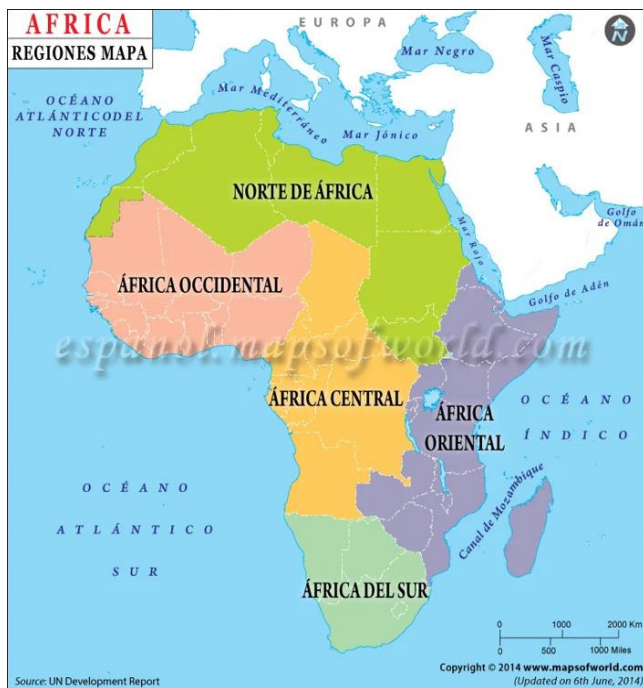 AFRICA
REGIONES MAPA
EUROPA
N
Mar Negro
Mar Caspio
OCÉANO
ATLÁNTICODEL
NORTE
Mar Mediterráneo
Mar Jónico
ASIA
NORTE DE ÁFRICA
Mar Rojo
Golfo
de Omán
Golfo de Adén
ÁFRICA OCCIDENTAL
espanol.mapsofworld.com
ÁFRICA CENTRAL
ÁFRICA
ORIENTAL
OCÉANO
ÍNDICO
Canal de Mozambique
OCÉANO
ATLÁNTICO
SUR
ÁFRICA DEL SUR
0 1000 2000 Km
0 500 1000 Miles
Copyright © 2014 www.mapsofworld.com
Source: UN Development Report
(Updated on 6th June, 2014)